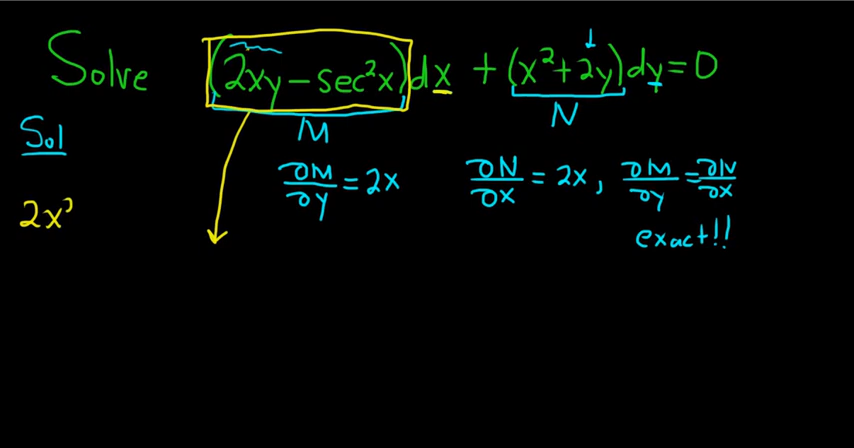 Solve (2xy - sec²x)dx + (x² + 2y)dy = 0
Sol
M
N
∂M/∂y = 2x
∂N/∂x = 2x, ∂M/∂y = ∂N/∂x
exact!!
2x